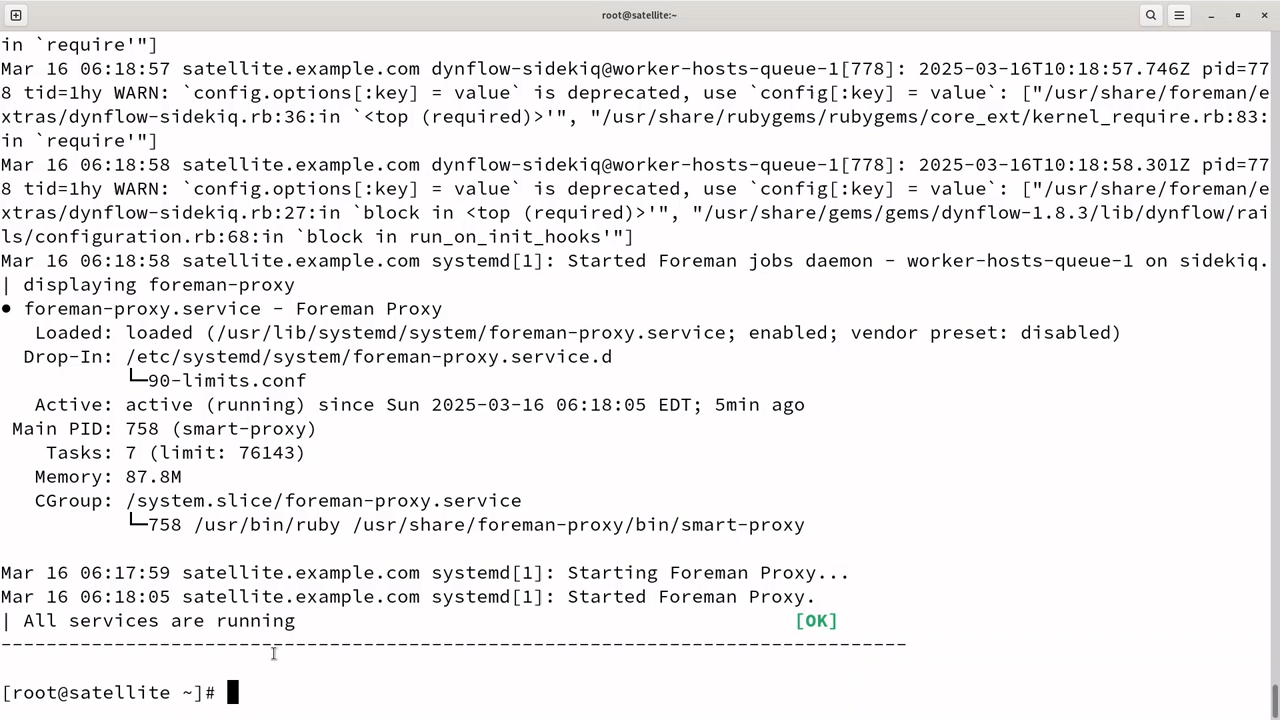 root@satellite:~
in `require'"]
Mar 16 06:18:57 satellite.example.com dynflow-sidekiq@worker-hosts-queue-1[778]: 2025-03-16T10:18:57.746Z pid=77
8 tid=1hy WARN: `config.options[:key] = value` is deprecated, use `config[:key] = value`: ["/usr/share/foreman/e
xtras/dynflow-sidekiq.rb:36:in `<top (required)>'", "/usr/share/rubygems/rubygems/core_ext/kernel_require.rb:83:
in `require'"]
Mar 16 06:18:58 satellite.example.com dynflow-sidekiq@worker-hosts-queue-1[778]: 2025-03-16T10:18:58.301Z pid=77
8 tid=1hy WARN: `config.options[:key] = value` is deprecated, use `config[:key] = value`: ["/usr/share/foreman/e
xtras/dynflow-sidekiq.rb:27:in `block in <top (required)>'", "/usr/share/gems/gems/dynflow-1.8.3/lib/dynflow/rai
ls/configuration.rb:68:in `block in run_on_init_hooks'"]
Mar 16 06:18:58 satellite.example.com systemd[1]: Started Foreman jobs daemon - worker-hosts-queue-1 on sidekiq.
| displaying foreman-proxy
● foreman-proxy.service - Foreman Proxy
   Loaded: loaded (/usr/lib/systemd/system/foreman-proxy.service; enabled; vendor preset: disabled)
  Drop-In: /etc/systemd/system/foreman-proxy.service.d
           └─90-limits.conf
   Active: active (running) since Sun 2025-03-16 06:18:05 EDT; 5min ago
 Main PID: 758 (smart-proxy)
    Tasks: 7 (limit: 76143)
   Memory: 87.8M
   CGroup: /system.slice/foreman-proxy.service
           └─758 /usr/bin/ruby /usr/share/foreman-proxy/bin/smart-proxy
Mar 16 06:17:59 satellite.example.com systemd[1]: Starting Foreman Proxy...
Mar 16 06:18:05 satellite.example.com systemd[1]: Started Foreman Proxy.
| All services are running                                            [OK]
--------------------------------------------------------------------------------
[root@satellite ~]#